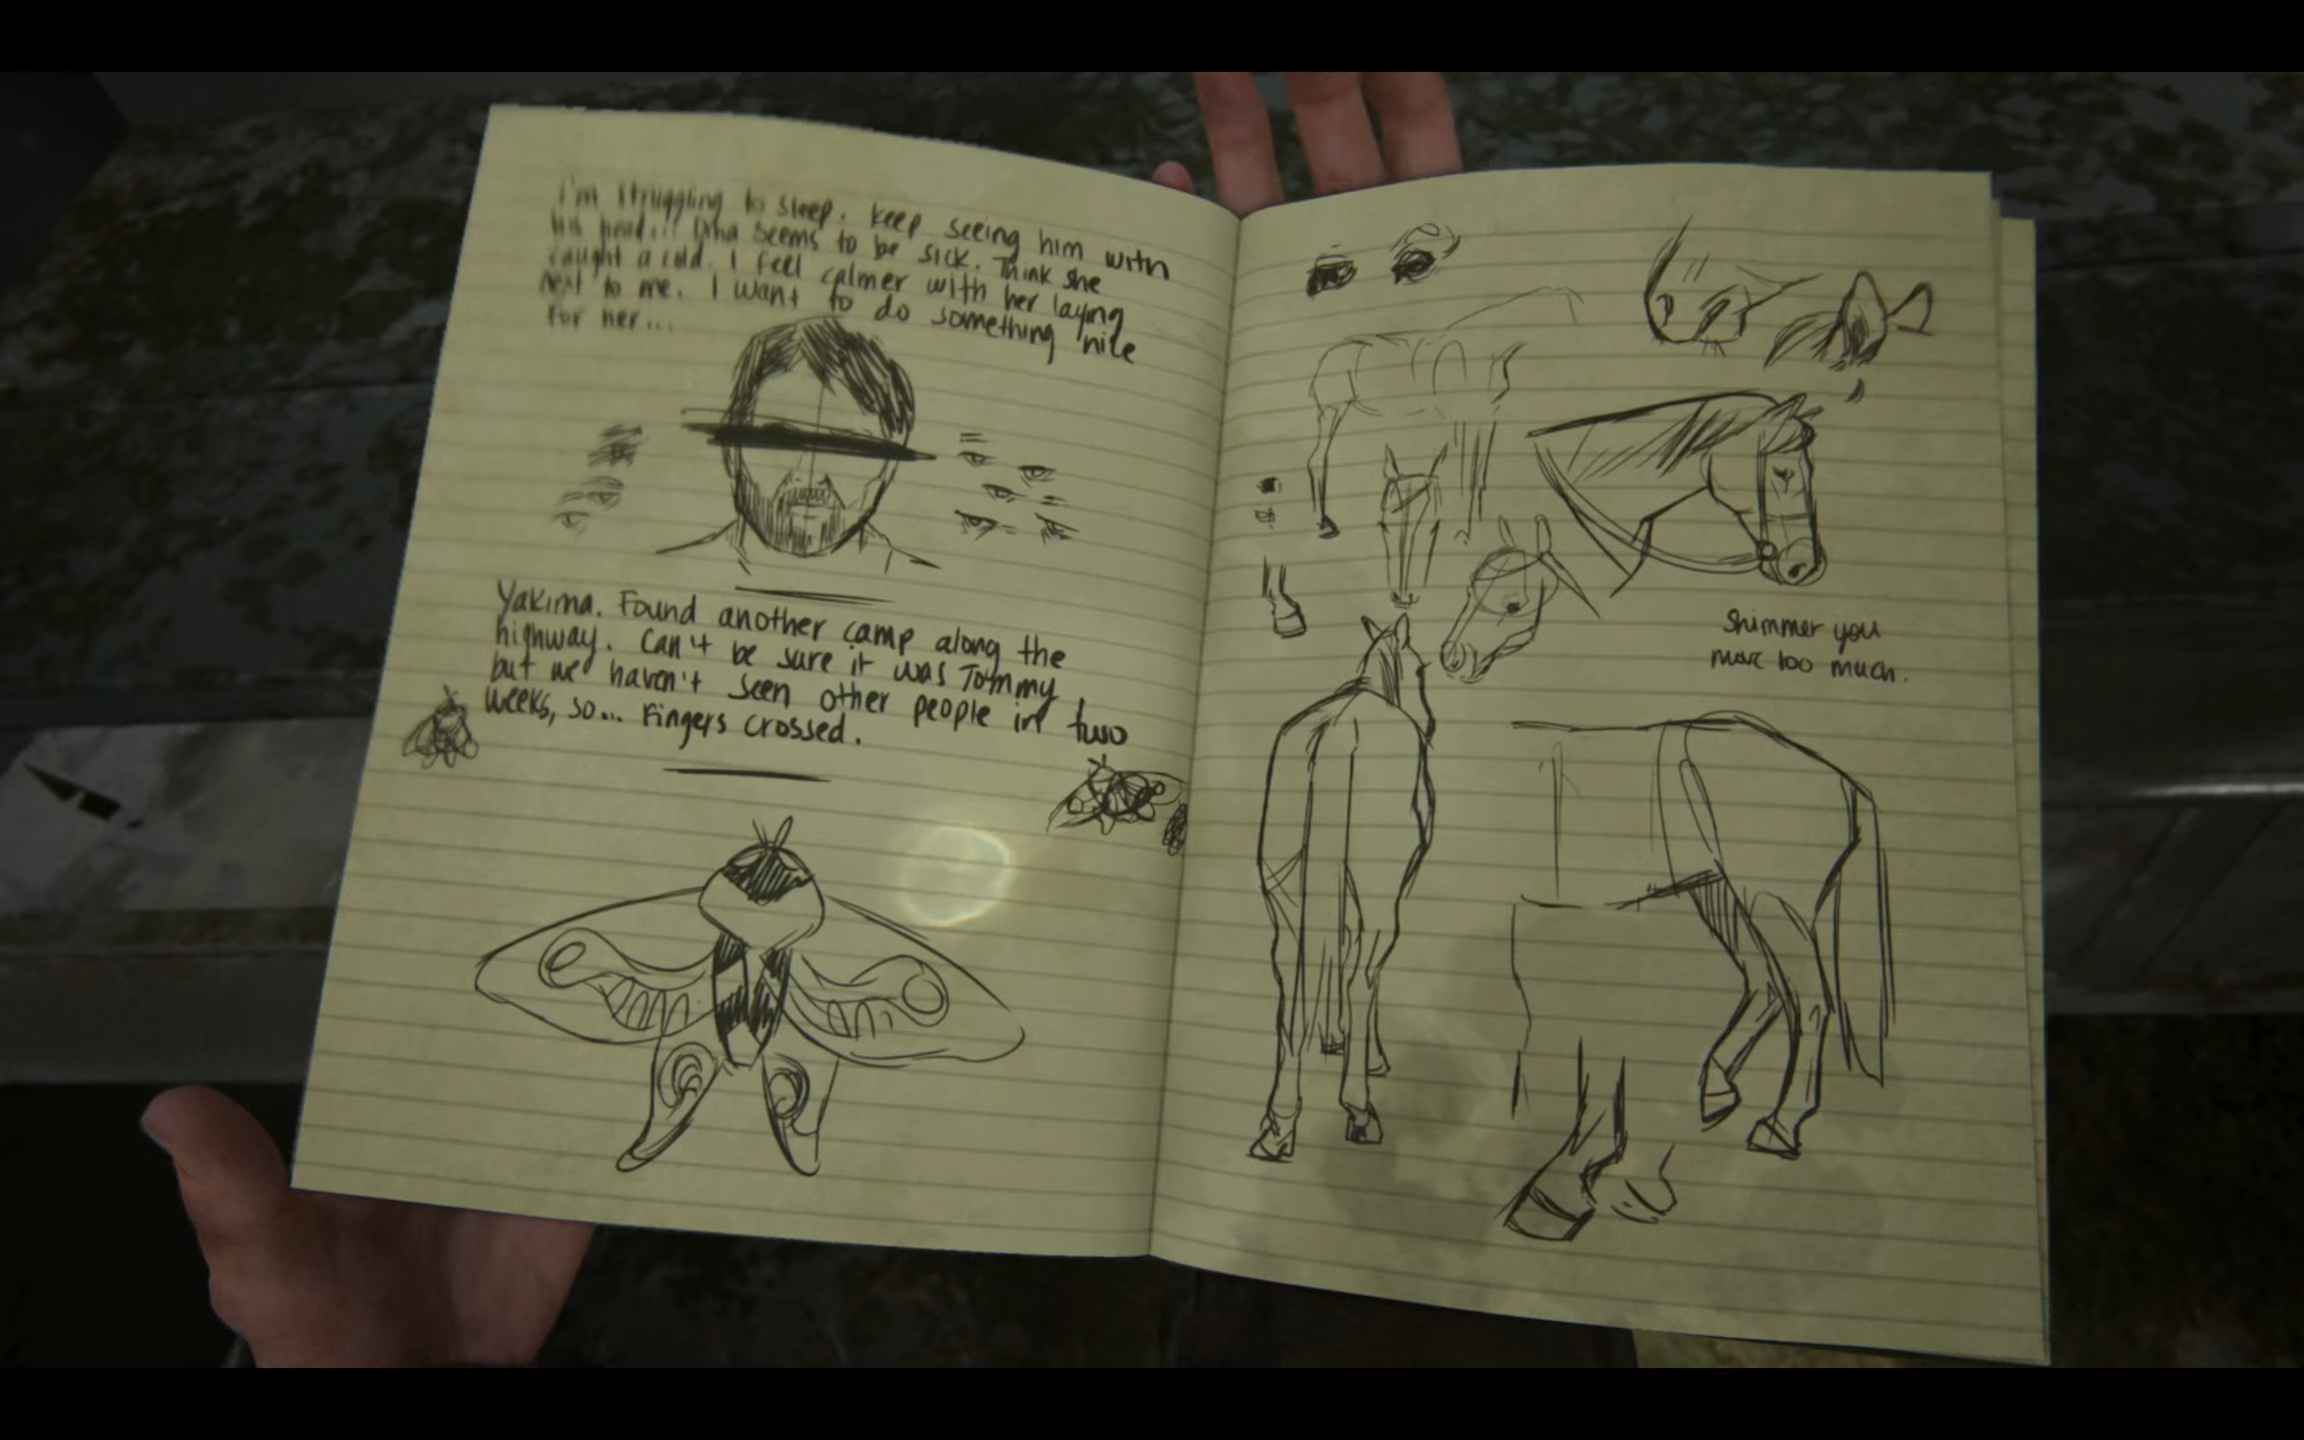 I'm struggling to sleep. Keep seeing him with
his head... Dina seems to be sick. Think she
caught a cold. I feel calmer with her laying
next to me. I want to do something nice
for her...
Yakima. Found another camp along the
highway. Can't be sure it was Tommy
but we haven't seen other people in two
weeks, so... Fingers crossed.
Shimmer you
move too much.